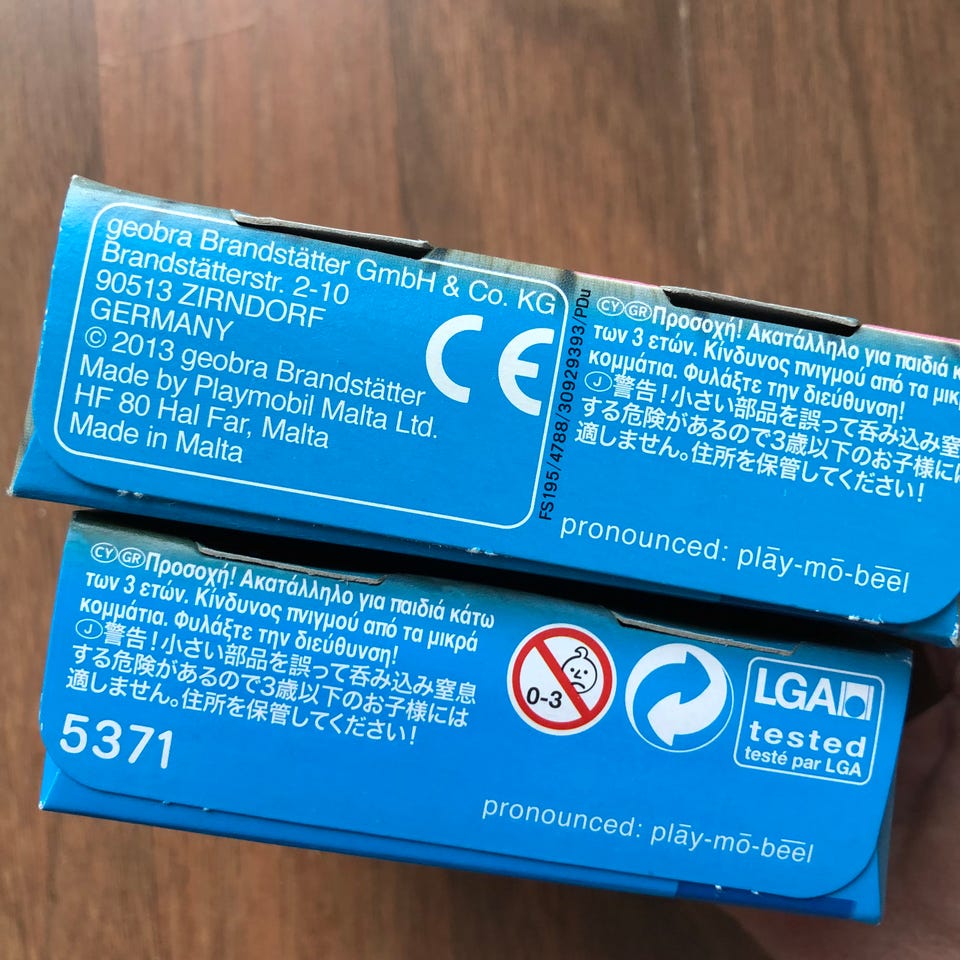 geobra Brandstätter GmbH & Co. KG
Brandstätterstr. 2-10
90513 ZIRNDORF
GERMANY
© 2013 geobra Brandstätter
Made by Playmobil Malta Ltd.
HF 80 Hal Far, Malta
Made in Malta
CE
FS195/4788/30929393/PDu
CY GR Προσοχή! Ακατάλληλο για παιδιά
των 3 ετών. Κίνδυνος πνιγμού από τα
κομμάτια. Φυλάξτε την διεύθυνση!
J 警告！小さい部品を誤って呑み込み窒
する危険があるので3歳以下のお子様に
適しません。住所を保管してください！
pronounced: plāy-mō-bēēl
CY GR Προσοχή! Ακατάλληλο για παιδιά κάτω
των 3 ετών. Κίνδυνος πνιγμού από τα μικρά
κομμάτια. Φυλάξτε την διεύθυνση!
J 警告！小さい部品を誤って呑み込み窒息
する危険があるので3歳以下のお子様には
適しません。住所を保管してください！
5371
0-3
LGA
tested
testé par LGA
pronounced: plāy-mō-bēēl